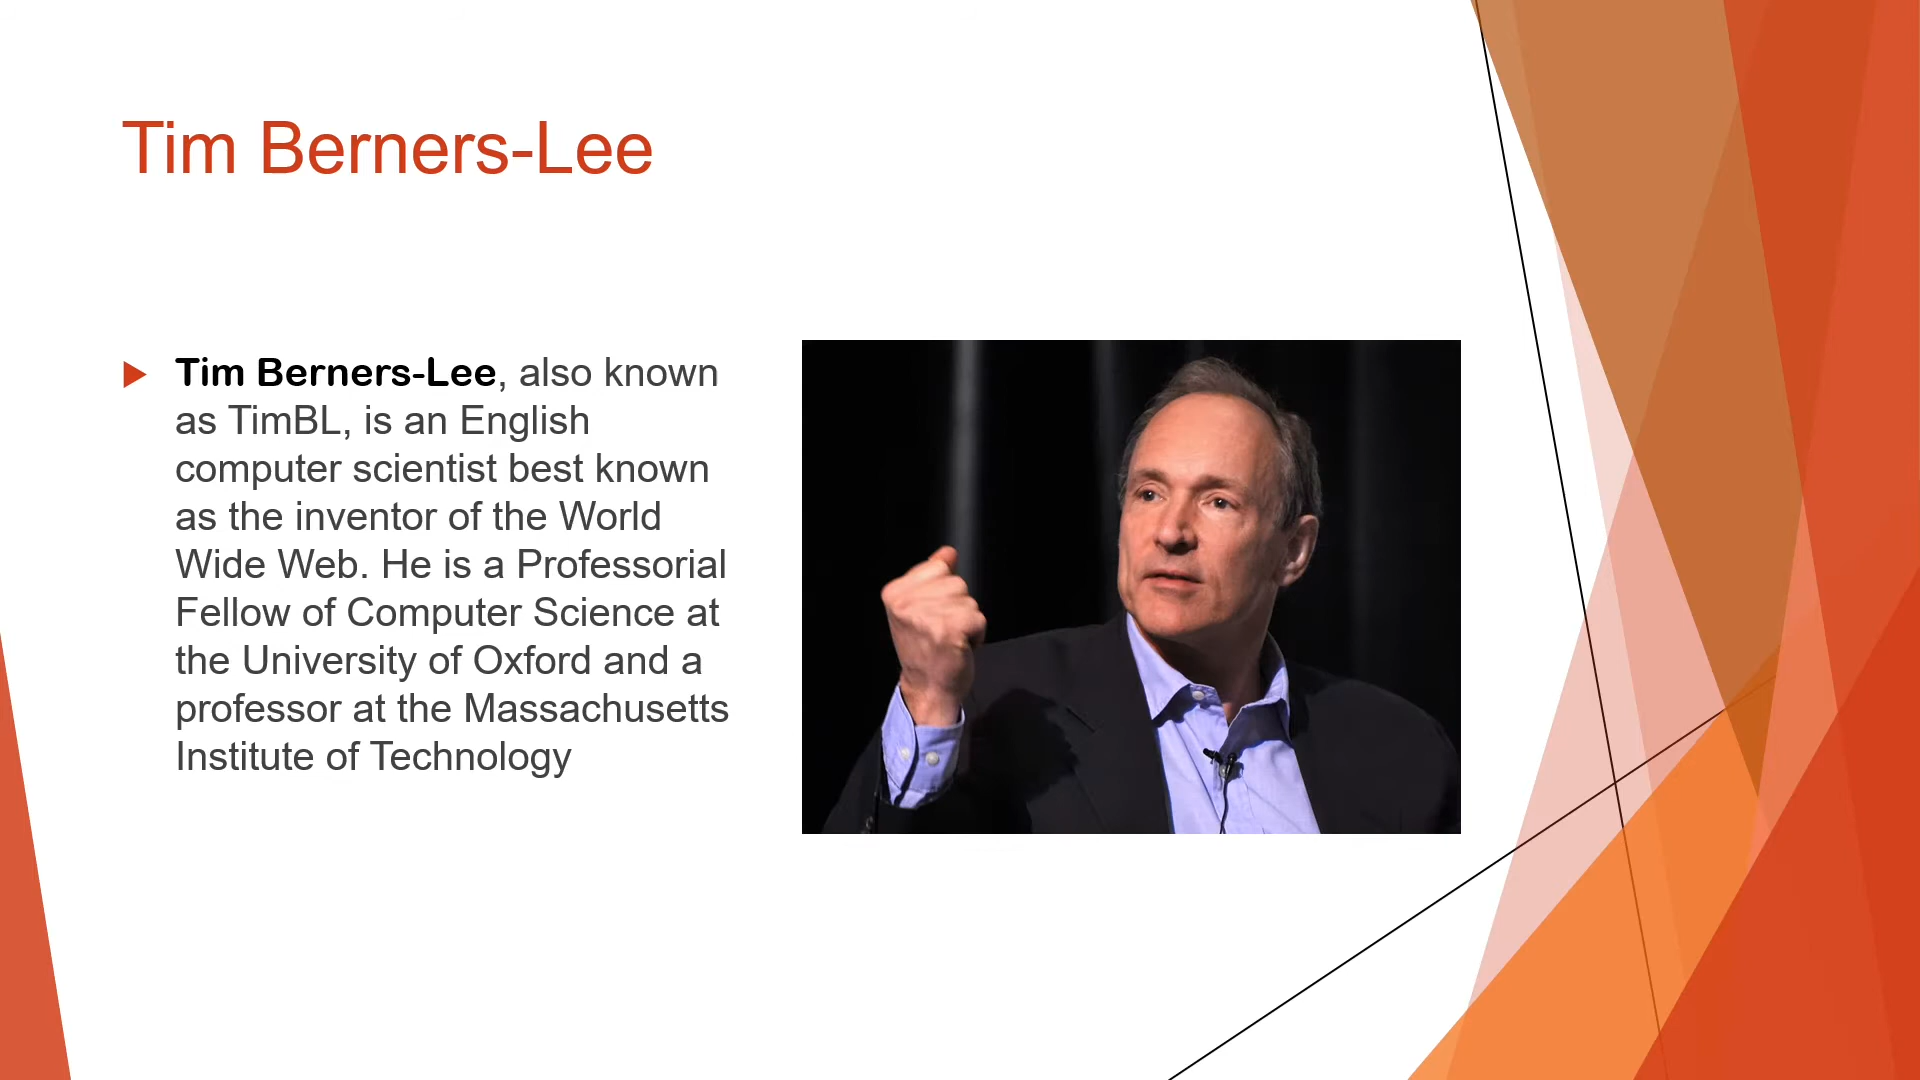 Tim Berners-Lee
Tim Berners-Lee, also known
as TimBL, is an English
computer scientist best known
as the inventor of the World
Wide Web. He is a Professorial
Fellow of Computer Science at
the University of Oxford and a
professor at the Massachusetts
Institute of Technology